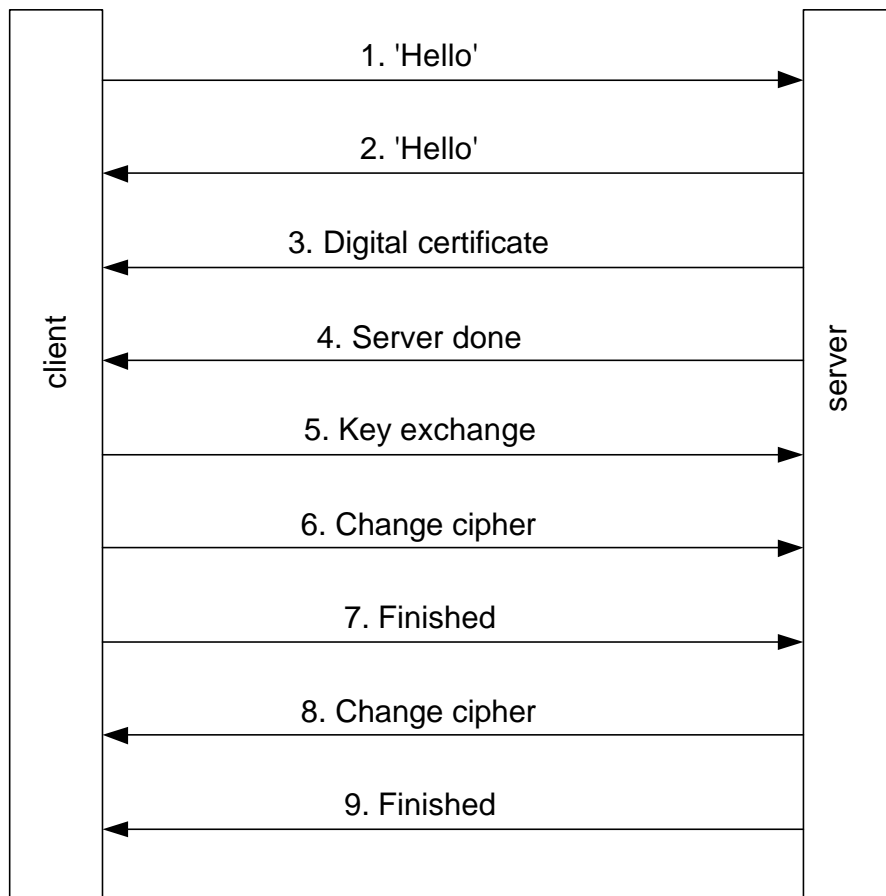 1. 'Hello'
2. 'Hello'
3. Digital certificate
4. Server done
client
server
5. Key exchange
6. Change cipher
7. Finished
8. Change cipher
9. Finished